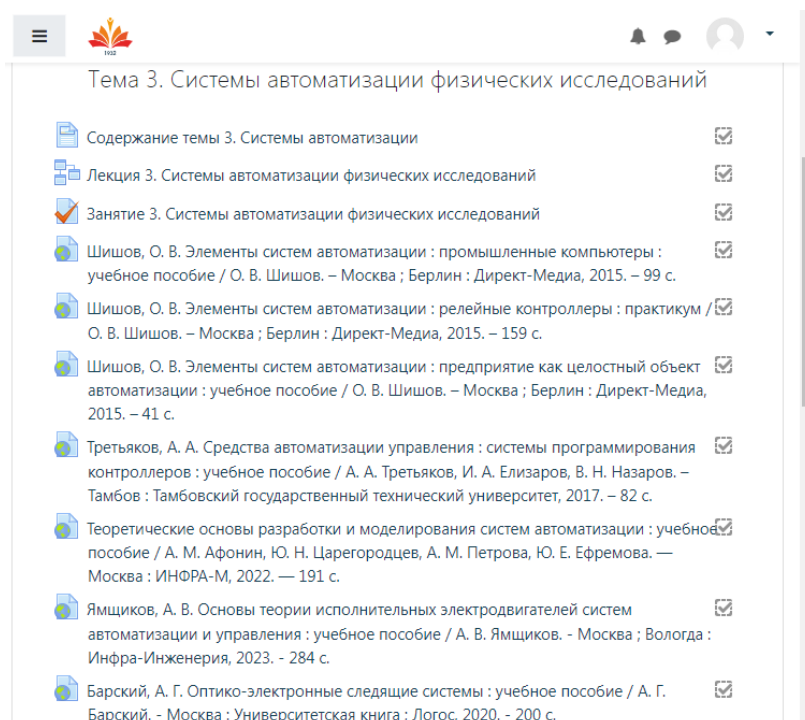 1932
Тема 3. Системы автоматизации физических исследований
Содержание темы 3. Системы автоматизации
Лекция 3. Системы автоматизации физических исследований
Занятие 3. Системы автоматизации физических исследований
Шишов, О. В. Элементы систем автоматизации : промышленные компьютеры :
учебное пособие / О. В. Шишов. – Москва ; Берлин : Директ-Медиа, 2015. – 99 с.
Шишов, О. В. Элементы систем автоматизации : релейные контроллеры : практикум /
О. В. Шишов. – Москва ; Берлин : Директ-Медиа, 2015. – 159 с.
Шишов, О. В. Элементы систем автоматизации : предприятие как целостный объект
автоматизации : учебное пособие / О. В. Шишов. – Москва ; Берлин : Директ-Медиа,
2015. – 41 с.
Третьяков, А. А. Средства автоматизации управления : системы программирования
контроллеров : учебное пособие / А. А. Третьяков, И. А. Елизаров, В. Н. Назаров. –
Тамбов : Тамбовский государственный технический университет, 2017. – 82 с.
Теоретические основы разработки и моделирования систем автоматизации : учебное
пособие / А. М. Афонин, Ю. Н. Царегородцев, А. М. Петрова, Ю. Е. Ефремова. —
Москва : ИНФРА-М, 2022. — 191 с.
Ямщиков, А. В. Основы теории исполнительных электродвигателей систем
автоматизации и управления : учебное пособие / А. В. Ямщиков. - Москва ; Вологда :
Инфра-Инженерия, 2023. - 284 с.
Барский, А. Г. Оптико-электронные следящие системы : учебное пособие / А. Г.
Барский. - Москва : Университетская книга : Логос, 2020. - 200 с.